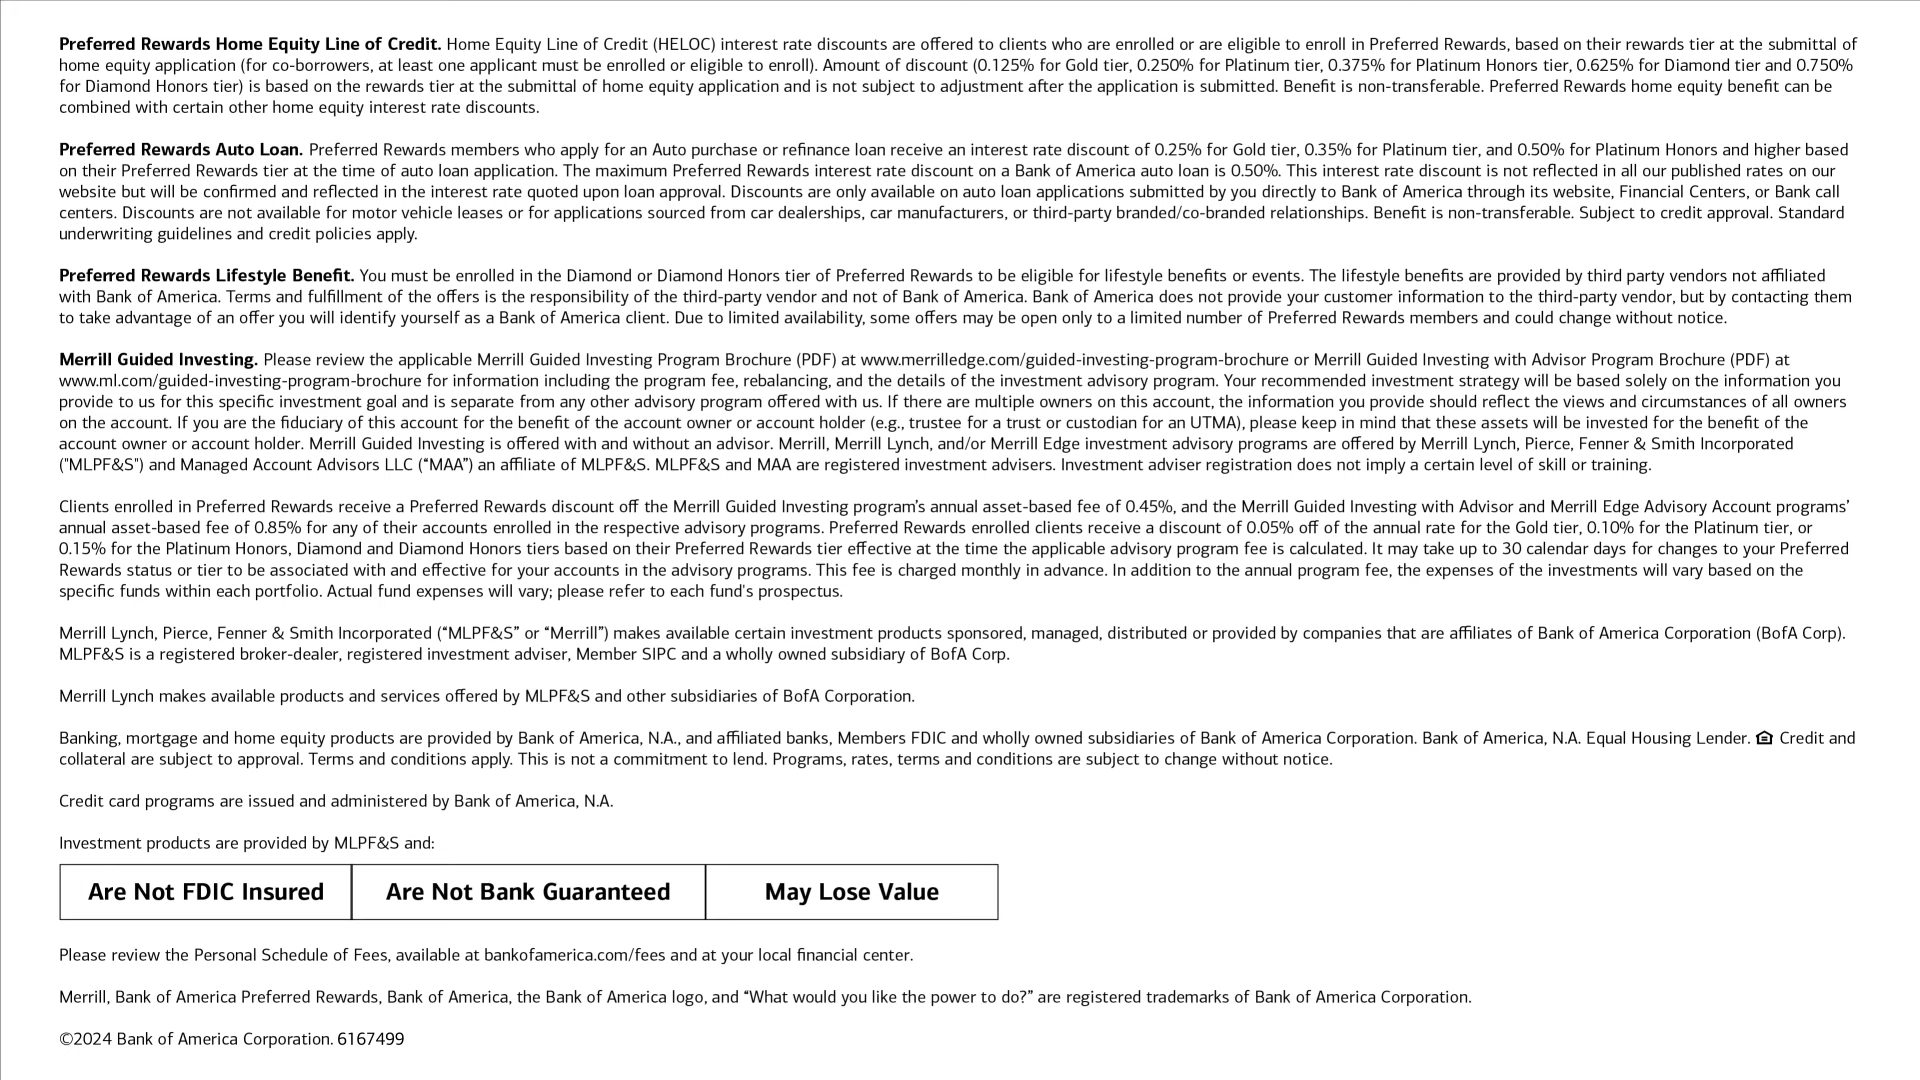 Preferred Rewards Home Equity Line of Credit. Home Equity Line of Credit (HELOC) interest rate discounts are offered to clients who are enrolled or are eligible to enroll in Preferred Rewards, based on their rewards tier at the submittal of
home equity application (for co-borrowers, at least one applicant must be enrolled or eligible to enroll). Amount of discount (0.125% for Gold tier, 0.250% for Platinum tier, 0.375% for Platinum Honors tier, 0.625% for Diamond tier and 0.750%
for Diamond Honors tier) is based on the rewards tier at the submittal of home equity application and is not subject to adjustment after the application is submitted. Benefit is non-transferable. Preferred Rewards home equity benefit can be
combined with certain other home equity interest rate discounts.
Preferred Rewards Auto Loan. Preferred Rewards members who apply for an Auto purchase or refinance loan receive an interest rate discount of 0.25% for Gold tier, 0.35% for Platinum tier, and 0.50% for Platinum Honors and higher based
on their Preferred Rewards tier at the time of auto loan application. The maximum Preferred Rewards interest rate discount on a Bank of America auto loan is 0.50%. This interest rate discount is not reflected in all our published rates on our
website but will be confirmed and reflected in the interest rate quoted upon loan approval. Discounts are only available on auto loan applications submitted by you directly to Bank of America through its website, Financial Centers, or Bank call
centers. Discounts are not available for motor vehicle leases or for applications sourced from car dealerships, car manufacturers, or third-party branded/co-branded relationships. Benefit is non-transferable. Subject to credit approval. Standard
underwriting guidelines and credit policies apply.
Preferred Rewards Lifestyle Benefit. You must be enrolled in the Diamond or Diamond Honors tier of Preferred Rewards to be eligible for lifestyle benefits or events. The lifestyle benefits are provided by third party vendors not affiliated
with Bank of America. Terms and fulfillment of the offers is the responsibility of the third-party vendor and not of Bank of America. Bank of America does not provide your customer information to the third-party vendor, but by contacting them
to take advantage of an offer you will identify yourself as a Bank of America client. Due to limited availability, some offers may be open only to a limited number of Preferred Rewards members and could change without notice.
Merrill Guided Investing. Please review the applicable Merrill Guided Investing Program Brochure (PDF) at www.merrilledge.com/guided-investing-program-brochure or Merrill Guided Investing with Advisor Program Brochure (PDF) at
www.ml.com/guided-investing-program-brochure for information including the program fee, rebalancing, and the details of the investment advisory program. Your recommended investment strategy will be based solely on the information you
provide to us for this specific investment goal and is separate from any other advisory program offered with us. If there are multiple owners on this account, the information you provide should reflect the views and circumstances of all owners
on the account. If you are the fiduciary of this account for the benefit of the account owner or account holder (e.g., trustee for a trust or custodian for an UTMA), please keep in mind that these assets will be invested for the benefit of the
account owner or account holder. Merrill Guided Investing is offered with and without an advisor. Merrill, Merrill Lynch, and/or Merrill Edge investment advisory programs are offered by Merrill Lynch, Pierce, Fenner & Smith Incorporated
("MLPF&S") and Managed Account Advisors LLC (“MAA”) an affiliate of MLPF&S. MLPF&S and MAA are registered investment advisers. Investment adviser registration does not imply a certain level of skill or training.
Clients enrolled in Preferred Rewards receive a Preferred Rewards discount off the Merrill Guided Investing program’s annual asset-based fee of 0.45%, and the Merrill Guided Investing with Advisor and Merrill Edge Advisory Account programs’
annual asset-based fee of 0.85% for any of their accounts enrolled in the respective advisory programs. Preferred Rewards enrolled clients receive a discount of 0.05% off of the annual rate for the Gold tier, 0.10% for the Platinum tier, or
0.15% for the Platinum Honors, Diamond and Diamond Honors tiers based on their Preferred Rewards tier effective at the time the applicable advisory program fee is calculated. It may take up to 30 calendar days for changes to your Preferred
Rewards status or tier to be associated with and effective for your accounts in the advisory programs. This fee is charged monthly in advance. In addition to the annual program fee, the expenses of the investments will vary based on the
specific funds within each portfolio. Actual fund expenses will vary; please refer to each fund's prospectus.
Merrill Lynch, Pierce, Fenner & Smith Incorporated (“MLPF&S” or “Merrill”) makes available certain investment products sponsored, managed, distributed or provided by companies that are affiliates of Bank of America Corporation (BofA Corp).
MLPF&S is a registered broker-dealer, registered investment adviser, Member SIPC and a wholly owned subsidiary of BofA Corp.
Merrill Lynch makes available products and services offered by MLPF&S and other subsidiaries of BofA Corporation.
Banking, mortgage and home equity products are provided by Bank of America, N.A., and affiliated banks, Members FDIC and wholly owned subsidiaries of Bank of America Corporation. Bank of America, N.A. Equal Housing Lender. Credit and
collateral are subject to approval. Terms and conditions apply. This is not a commitment to lend. Programs, rates, terms and conditions are subject to change without notice.
Credit card programs are issued and administered by Bank of America, N.A.
Investment products are provided by MLPF&S and:
Are Not FDIC Insured Are Not Bank Guaranteed May Lose Value
Please review the Personal Schedule of Fees, available at bankofamerica.com/fees and at your local financial center.
Merrill, Bank of America Preferred Rewards, Bank of America, the Bank of America logo, and “What would you like the power to do?” are registered trademarks of Bank of America Corporation.
©2024 Bank of America Corporation. 6167499